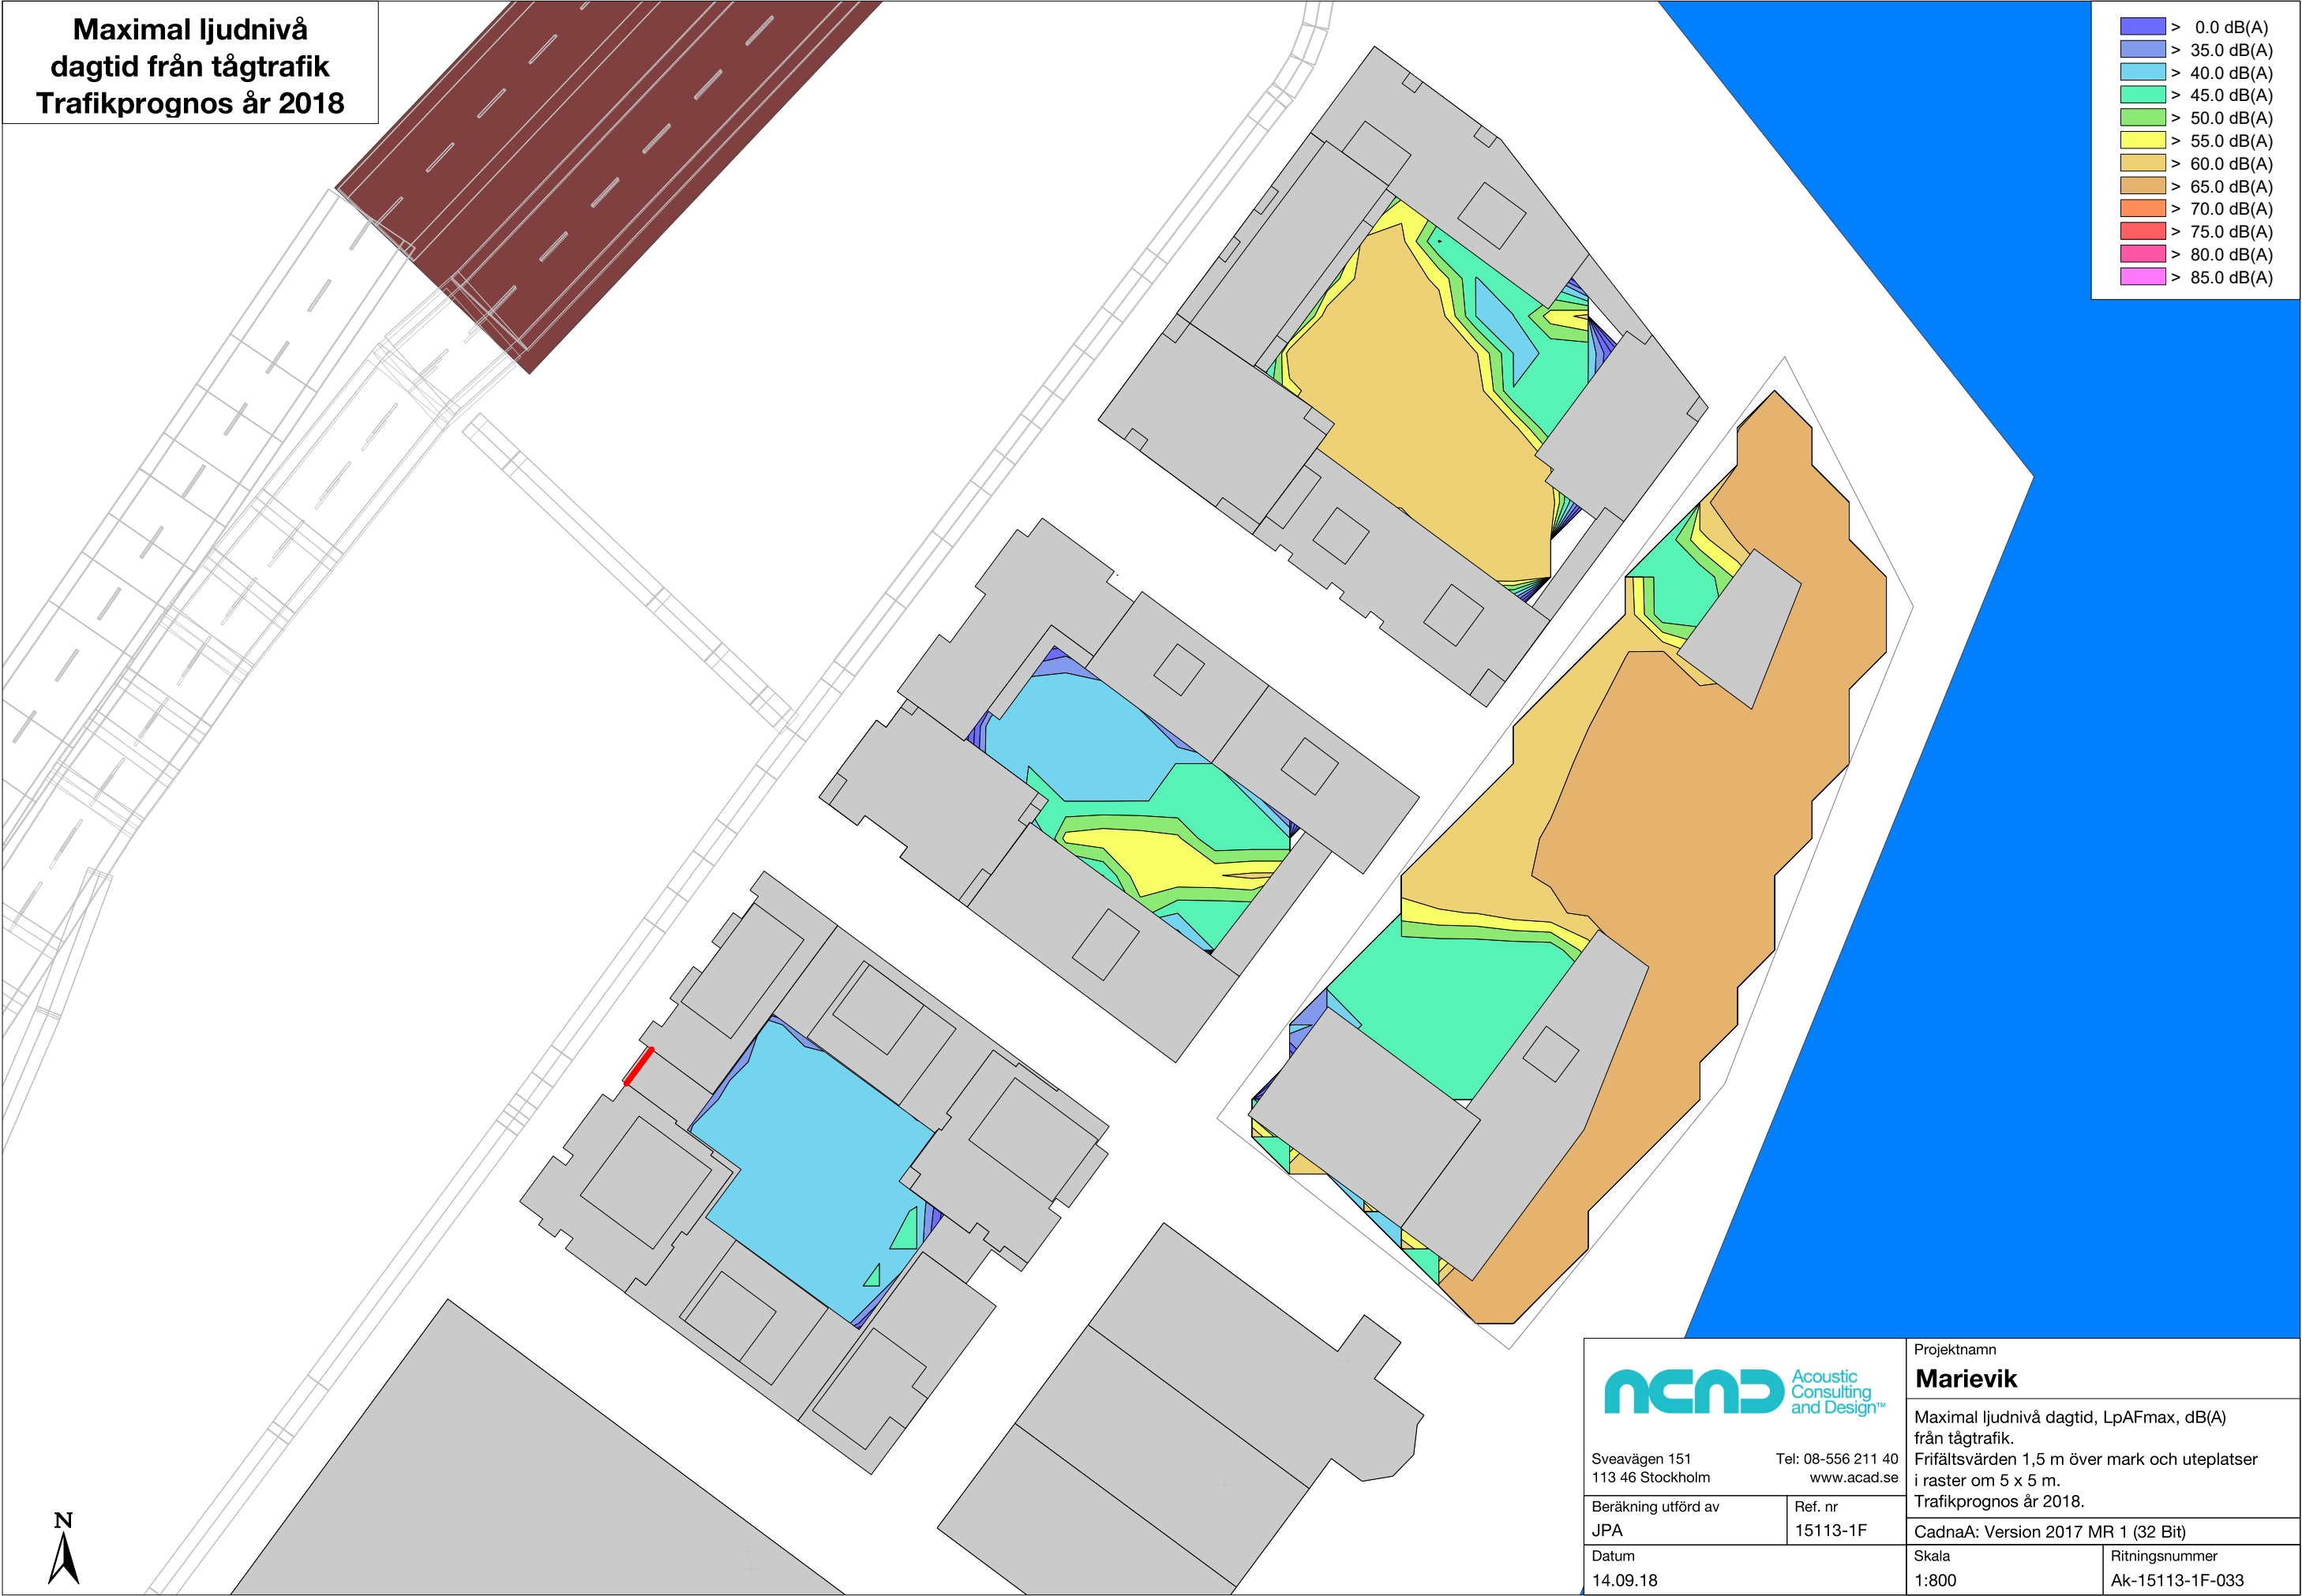 Maximal ljudnivå
dagtid från tågtrafik
Trafikprognos år 2018
> 0.0 dB(A)
> 35.0 dB(A)
> 40.0 dB(A)
> 45.0 dB(A)
> 50.0 dB(A)
> 55.0 dB(A)
> 60.0 dB(A)
> 65.0 dB(A)
> 70.0 dB(A)
> 75.0 dB(A)
> 80.0 dB(A)
> 85.0 dB(A)
N
ACAD
Acoustic
Consulting
and Design™
Sveavägen 151 Tel: 08-556 211 40
113 46 Stockholm www.acad.se
Beräkning utförd av
JPA
Ref. nr
15113-1F
Datum
14.09.18
Projektnamn
Marievik
Maximal ljudnivå dagtid, LpAFmax, dB(A)
från tågtrafik.
Frifältsvärden 1,5 m över mark och uteplatser
i raster om 5 x 5 m.
Trafikprognos år 2018.
CadnaA: Version 2017 MR 1 (32 Bit)
Skala
1:800
Ritningsnummer
Ak-15113-1F-033